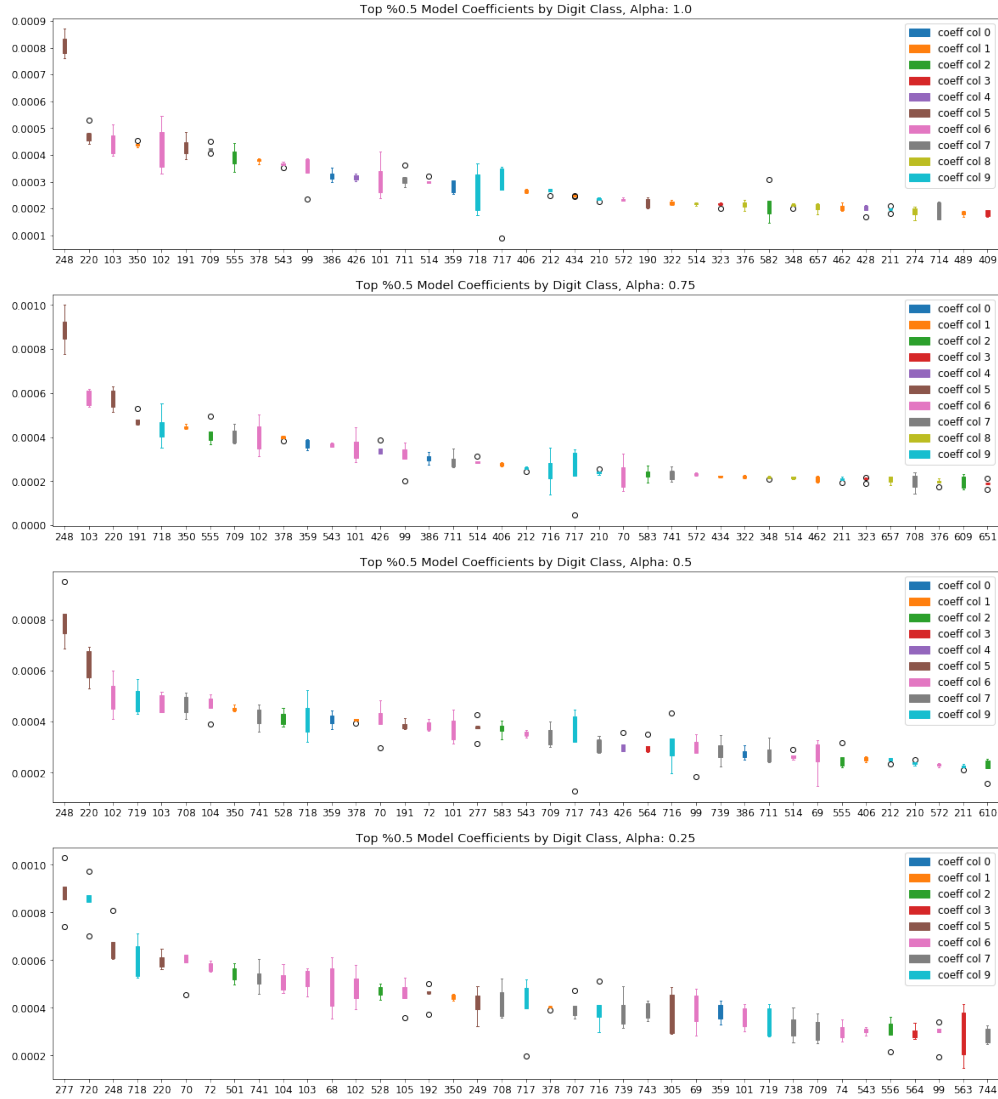 Top %0.5 Model Coefficients by Digit Class, Alpha: 1.0
0.0009
0.0008
0.0007
0.0006
0.0005
0.0004
0.0003
0.0002
0.0001
coeff col 0
coeff col 1
coeff col 2
coeff col 3
coeff col 4
coeff col 5
coeff col 6
coeff col 7
coeff col 8
coeff col 9
248 220 103 350 102 191 709 555 378 543 99 386 426 101 711 514 359 718 717 406 212 434 210 572 190 322 514 323 376 582 348 657 462 428 211 274 714 489 409
Top %0.5 Model Coefficients by Digit Class, Alpha: 0.75
0.0010
0.0008
0.0006
0.0004
0.0002
0.0000
coeff col 0
coeff col 1
coeff col 2
coeff col 3
coeff col 4
coeff col 5
coeff col 6
coeff col 7
coeff col 8
coeff col 9
248 103 220 191 718 350 555 709 102 378 359 543 101 426 99 386 711 514 406 212 716 717 210 70 583 741 572 434 322 348 514 462 211 323 657 708 376 609 651
Top %0.5 Model Coefficients by Digit Class, Alpha: 0.5
0.0008
0.0006
0.0004
0.0002
coeff col 0
coeff col 1
coeff col 2
coeff col 3
coeff col 4
coeff col 5
coeff col 6
coeff col 7
coeff col 9
248 220 102 719 103 708 104 350 741 528 718 359 378 70 191 72 101 277 583 543 709 717 743 426 564 716 99 739 386 711 514 69 555 406 212 210 572 211 610
Top %0.5 Model Coefficients by Digit Class, Alpha: 0.25
0.0010
0.0008
0.0006
0.0004
0.0002
coeff col 0
coeff col 1
coeff col 2
coeff col 3
coeff col 5
coeff col 6
coeff col 7
coeff col 9
277 720 248 718 220 70 72 501 741 104 103 68 102 528 105 192 350 249 708 717 378 707 716 739 743 305 69 359 101 719 738 709 74 543 556 564 99 563 744